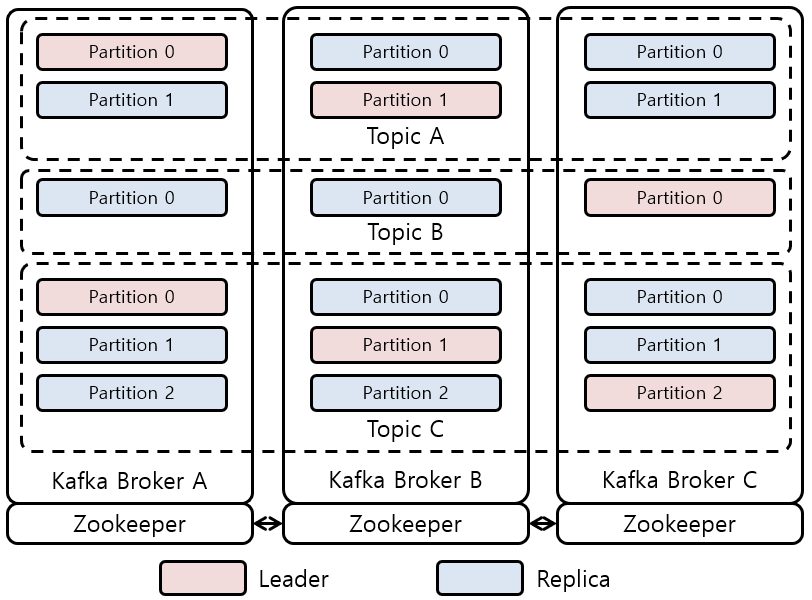 Partition 0 Partition 0 Partition 0
Partition 1 Partition 1 Partition 1
Topic A
Partition 0 Partition 0 Partition 0
Topic B
Partition 0 Partition 0 Partition 0
Partition 1 Partition 1 Partition 1
Partition 2 Partition 2 Partition 2
Topic C
Kafka Broker A Kafka Broker B Kafka Broker C
Zookeeper Zookeeper Zookeeper
Leader Replica